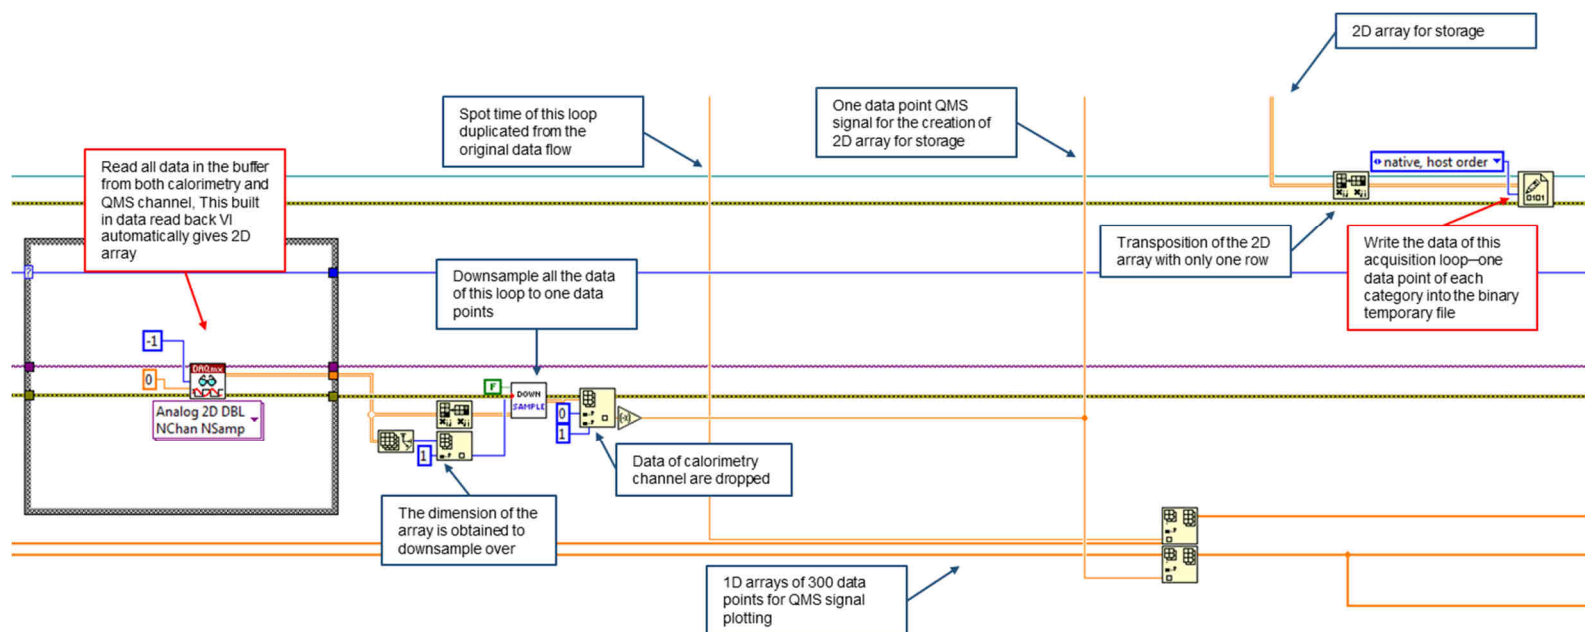 2D array for storage
Spot time of this loop
duplicated from the
original data flow
One data point QMS
signal for the creation of
2D array for storage
Read all data in the buffer
from both calorimetry and
QMS channel, This built
in data read back VI
automatically gives 2D
array
native, host order
0101
Transposition of the 2D
array with only one row
Write the data of this
acquisition loop—one
data point of each
category into the binary
temporary file
Downsample all the data
of this loop to one data
points
?
-1
0
DAQmx
Analog 2D DBL
NChan NSamp
F
DOWN
SAMPLE
0
1
1
Data of calorimetry
channel are dropped
The dimension of the
array is obtained to
downsample over
1D arrays of 300 data
points for QMS signal
plotting